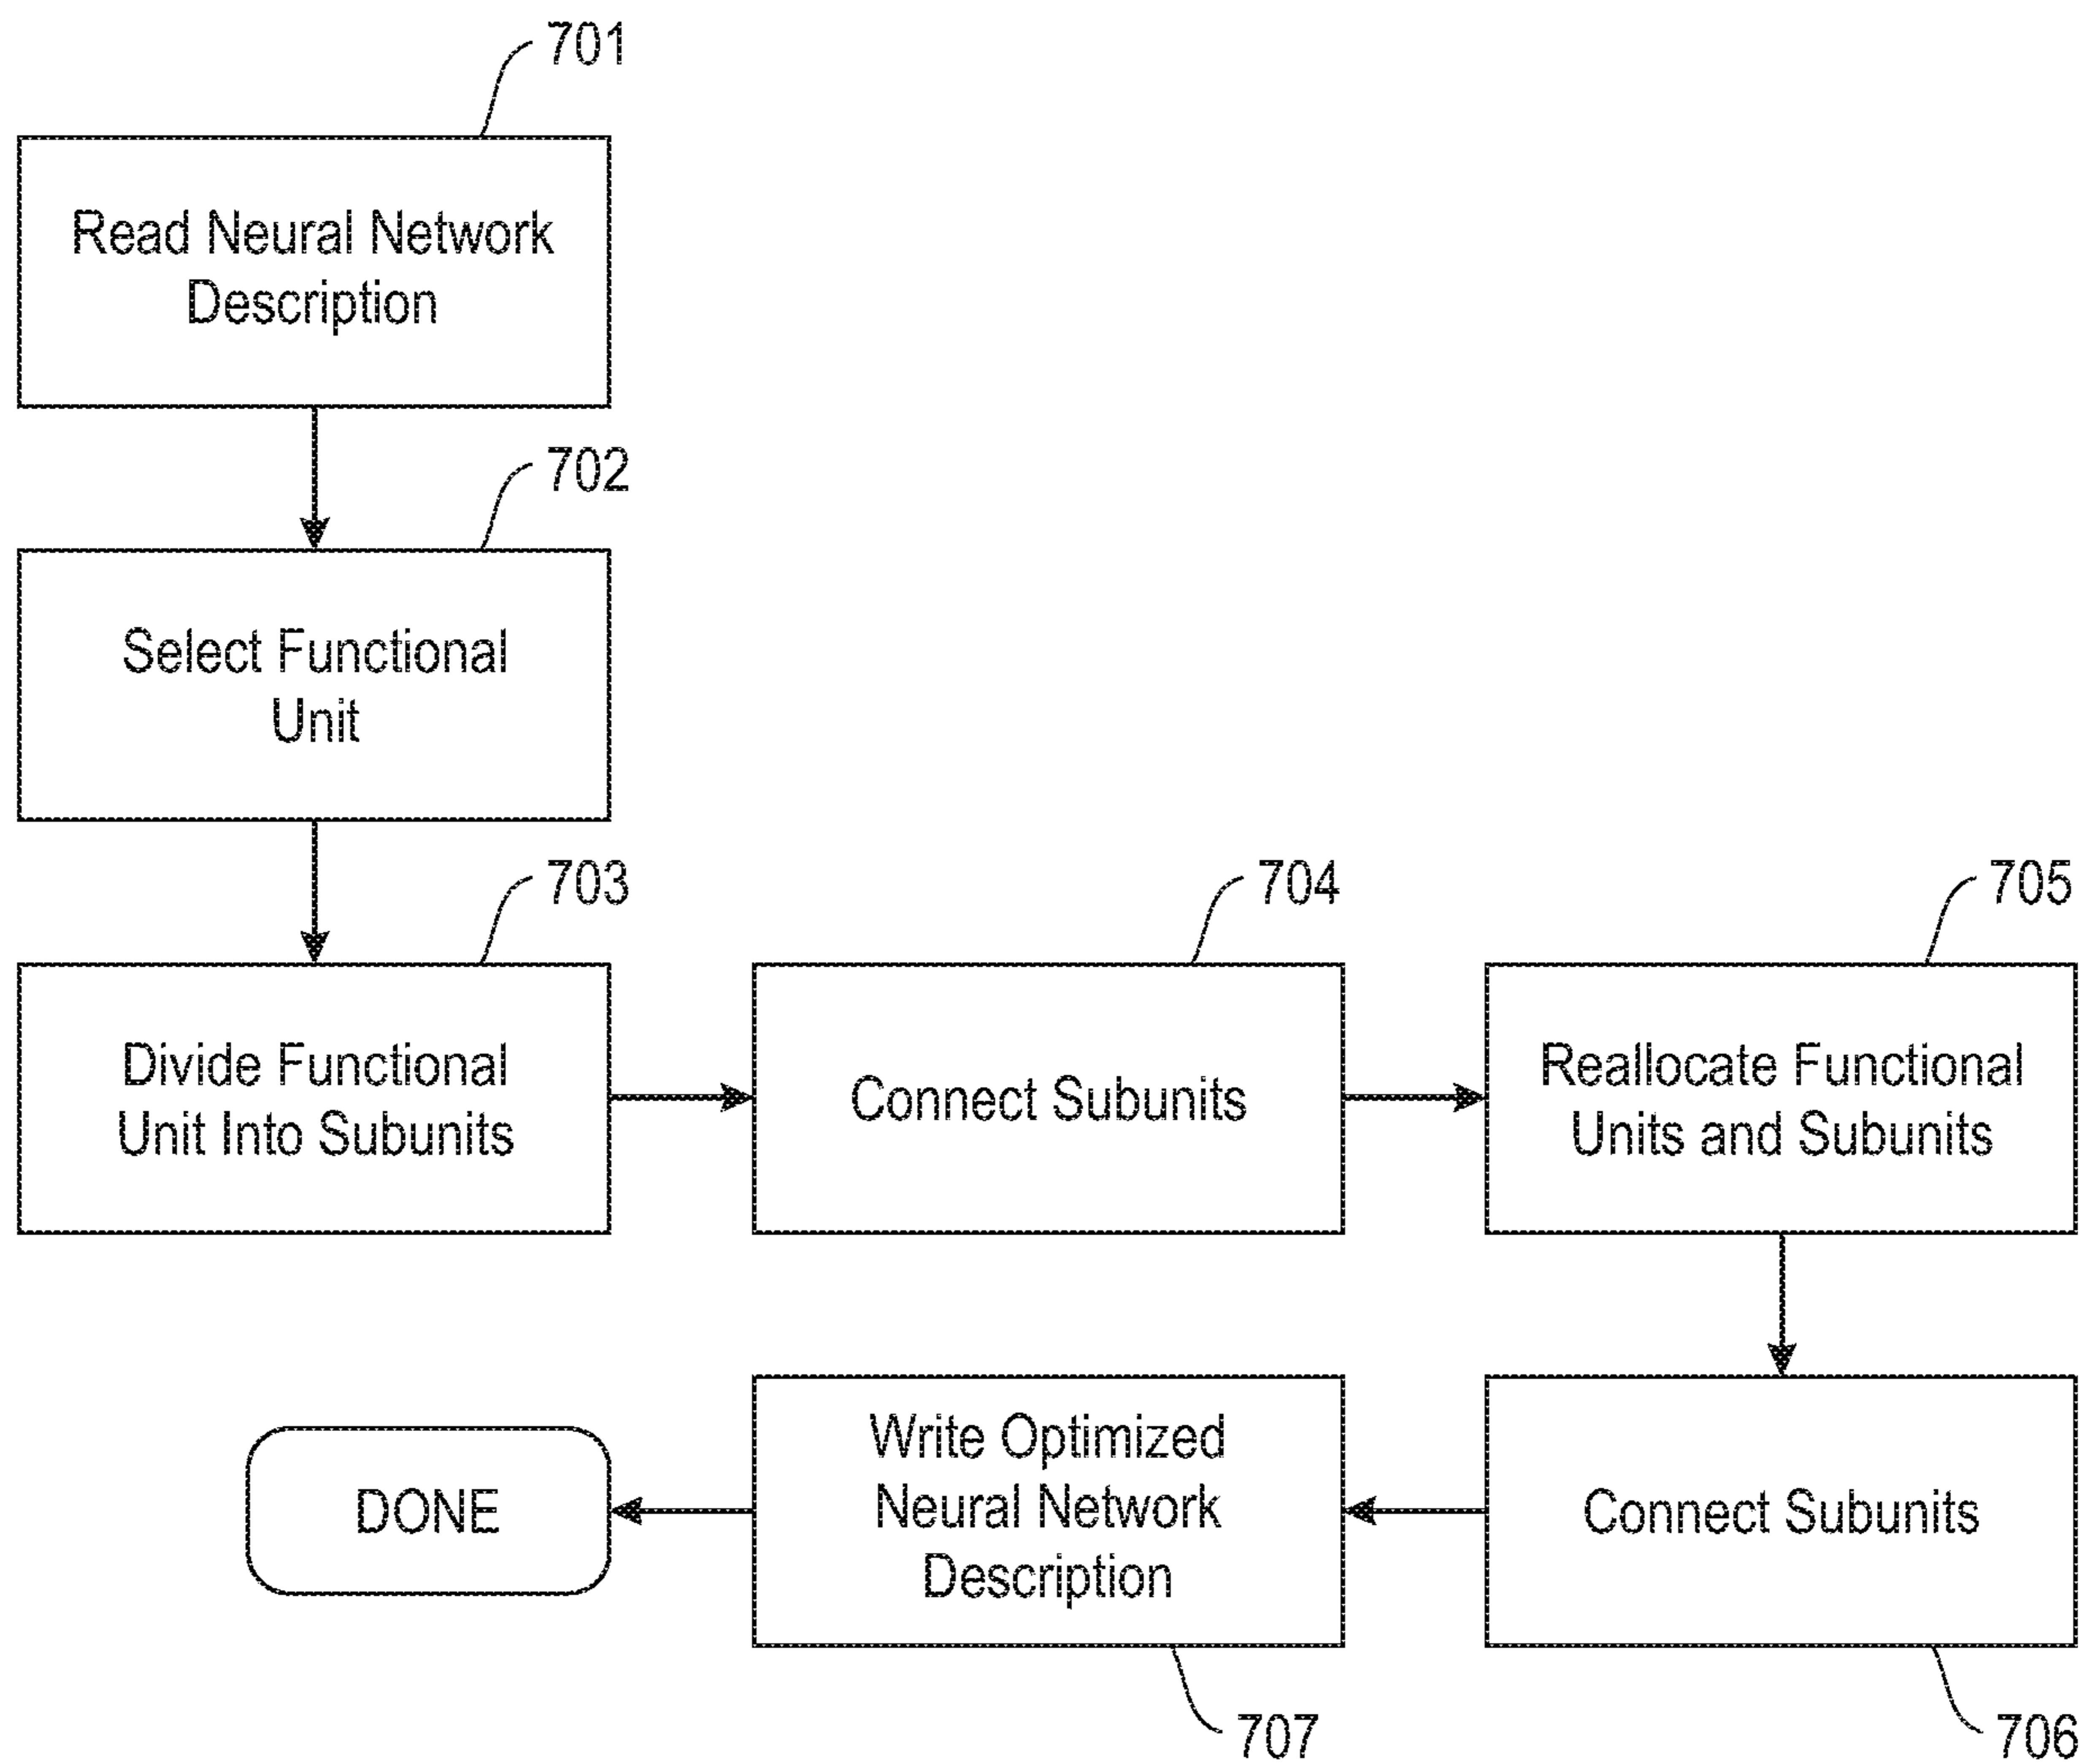 701
Read Neural Network
Description
702
Select Functional
Unit
703
Divide Functional
Unit Into Subunits
704
Connect Subunits
705
Reallocate Functional
Units and Subunits
Connect Subunits
706
Write Optimized
Neural Network
Description
707
DONE